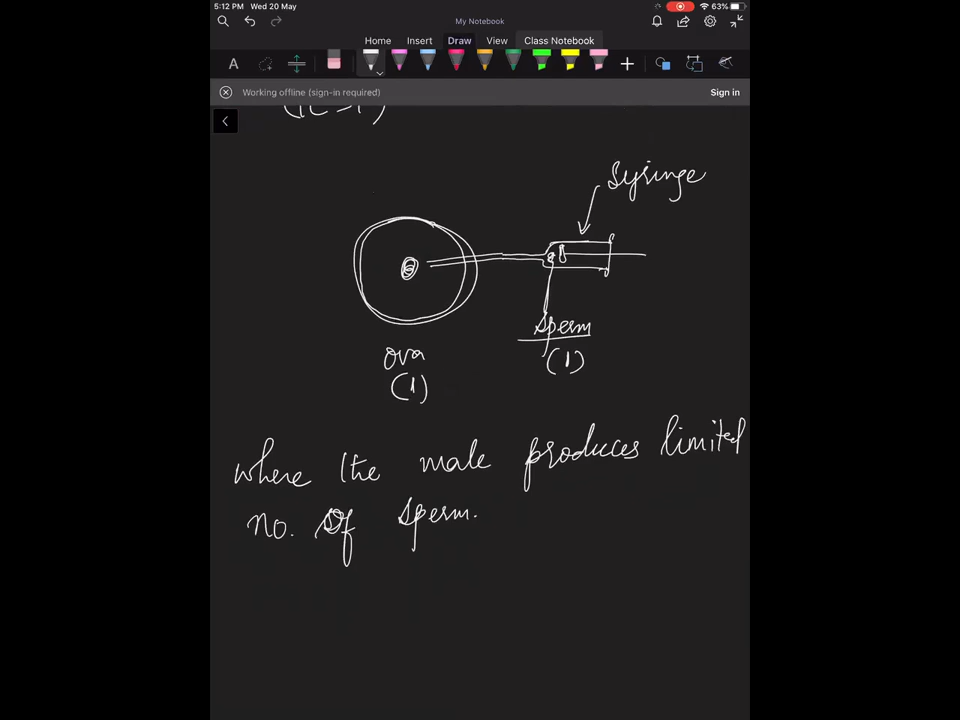 5:12 PM Wed 20 May
63%
My Notebook
Home Insert Draw View Class Notebook
A
Working offline (sign-in required)
Sign in
Syringe
sperm
(1)
ova
(1)
where the male produces limited
no. of sperm.